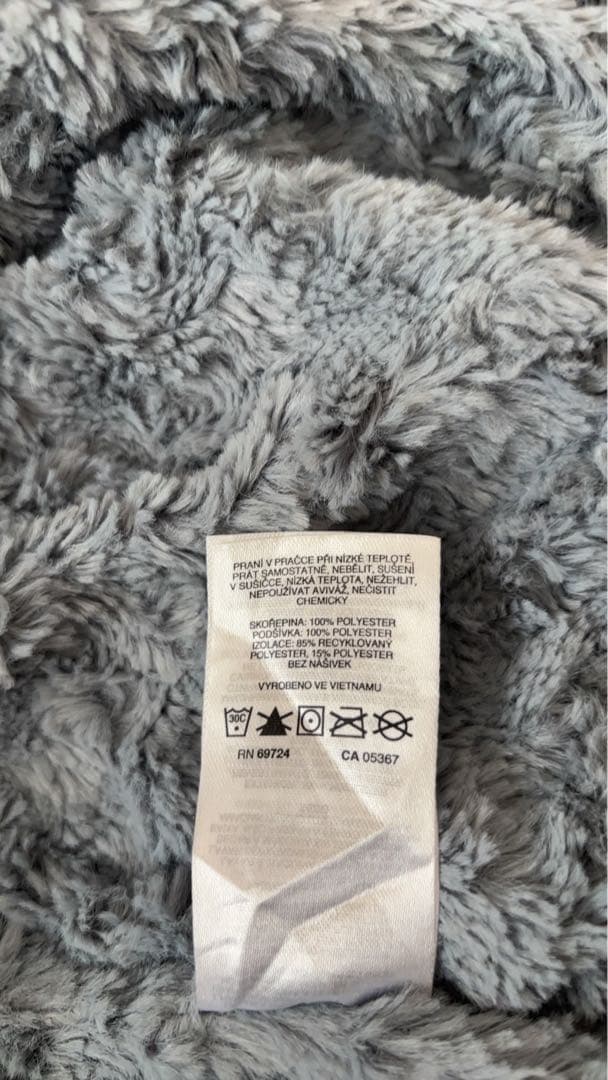 PRANÍ V PRAČCE PŘI NÍZKÉ TEPLOTĚ,
PRÁT SAMOSTATNĚ, NEBĚLIT, SUŠENÍ
V SUŠIČCE, NÍZKÁ TEPLOTA, NEŽEHLIT,
NEPOUŽÍVAT AVIVÁŽ, NEČISTIT
CHEMICKY
SKOŘEPINA: 100% POLYESTER
PODŠÍVKA: 100% POLYESTER
IZOLACE: 85% RECYKLOVANÝ
POLYESTER, 15% POLYESTER
BEZ NÁŠIVEK
VYROBENO VE VIETNAMU
30C
RN 69724 CA 05367